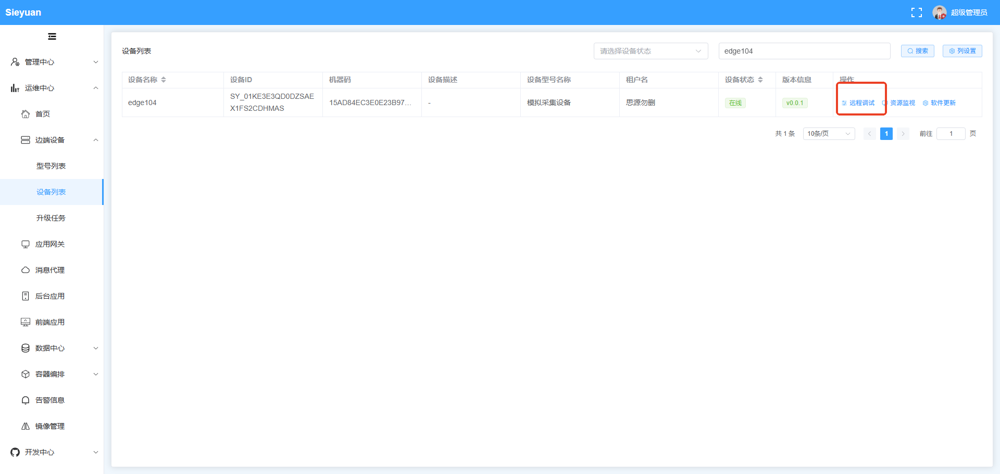 Sieyuan
超级管理员
管理中心
运维中心
首页
边端设备
型号列表
设备列表
升级任务
应用网关
消息代理
后台应用
前端应用
数据中心
容器编排
告警信息
镜像管理
开发中心
设备列表
请选择设备状态
edge104
搜索
列设置
设备名称 设备ID 机器码 设备描述 设备型号名称 租户名 设备状态 版本信息 操作
edge104 SY_01KE3E3QD0DZSAE 15AD84EC3E0E23B97... - 模拟采集设备 思源勿删 在线 v0.0.1 远程调试 资源监视 软件更新
X1FS2CDHMAS
共 1 条 10条/页 1 前往 1 页